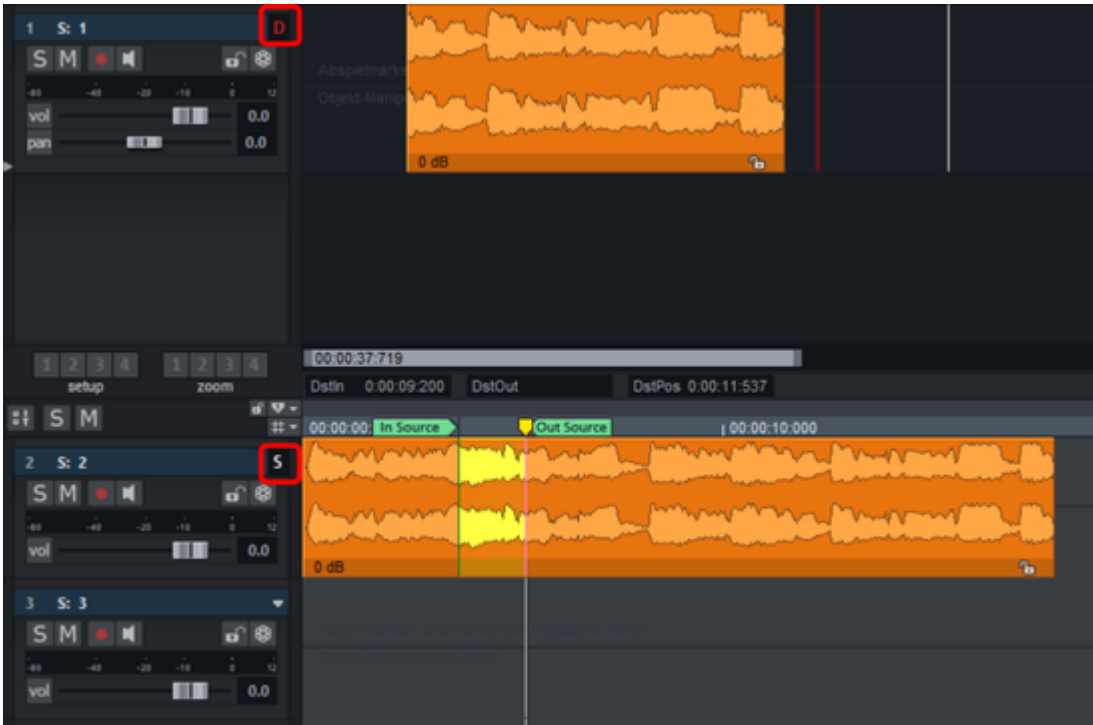 1 S: 1 D
S M
Abspielmarke
-60 -40 -20 -10 0 12
Objekt-Manip
vol 0.0
pan 0.0
0 dB
00:00:37:719
1 2 3 4 1 2 3 4
setup zoom
DstIn 0:00:09:200 DstOut DstPos 0:00:11:537
S M
00:00:00: In Source Out Source 00:00:10:000
2 S: 2 S
S M
-60 -40 -20 -10 0 12
vol 0.0
0 dB
3 S: 3
S M
-60 -40 -20 -10 0 12
vol 0.0